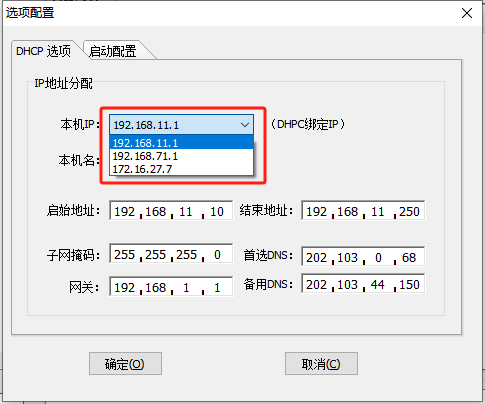 选项配置
DHCP 选项
启动配置
IP地址分配
本机IP: 192.168.11.1 （DHPC绑定IP）
192.168.11.1
192.168.71.1
172.16.27.7
本机名:
启始地址: 192 . 168 . 11 . 10 结束地址: 192 . 168 . 11 . 250
子网掩码: 255 . 255 . 255 . 0 首选DNS: 202 . 103 . 0 . 68
网关: 192 . 168 . 1 . 1 备用DNS: 202 . 103 . 44 . 150
确定(O) 取消(C)